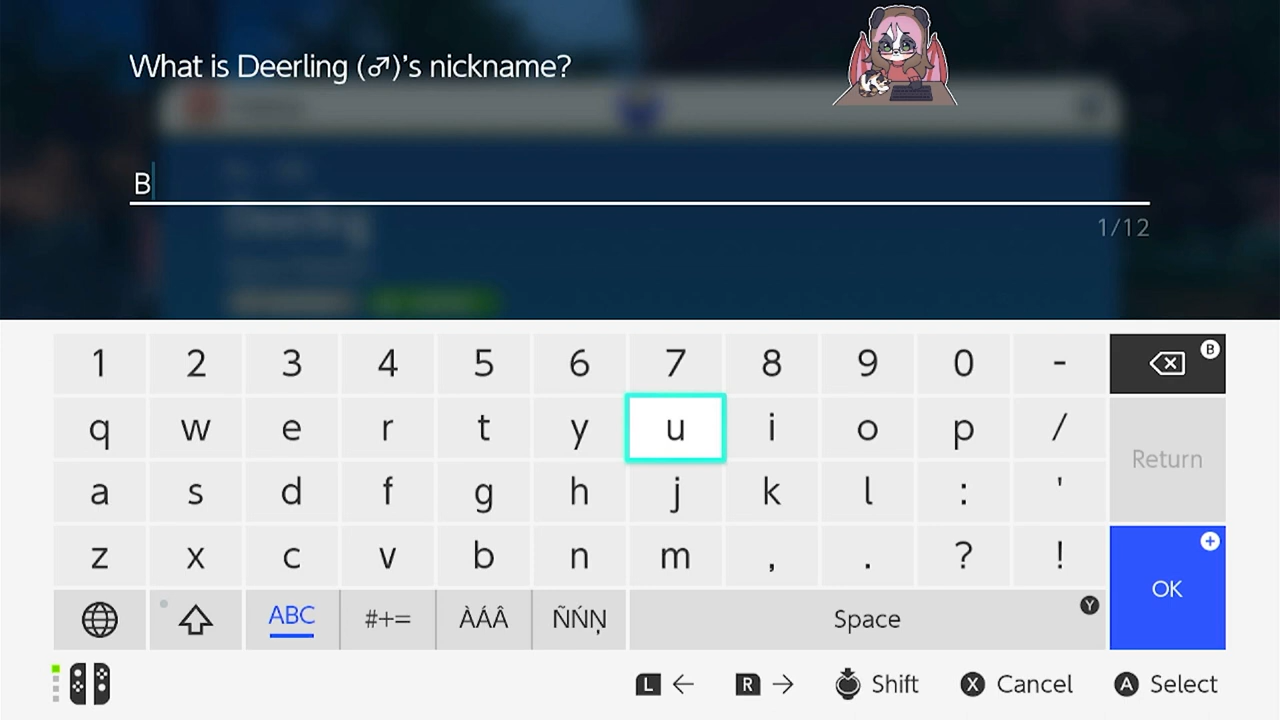 What is Deerling (♂)'s nickname?
B
1/12
1 2 3 4 5 6 7 8 9 0 - B
q w e r t y u i o p / Return
a s d f g h j k l : '
z x c v b n m , . ? ! + OK
ABC #+= ÀÁÂ ÑŃŅ Space Y
L ← R → Shift X Cancel A Select